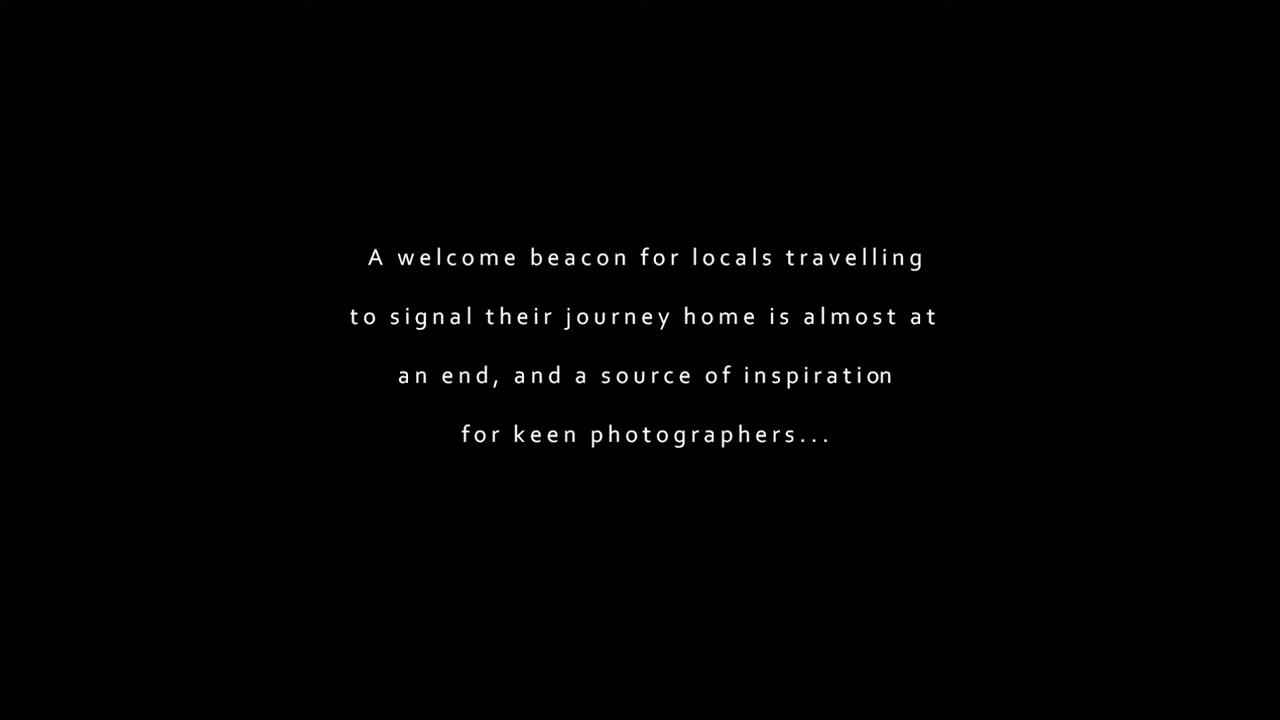 A welcome beacon for locals travelling
to signal their journey home is almost at
an end, and a source of inspiration
for keen photographers...